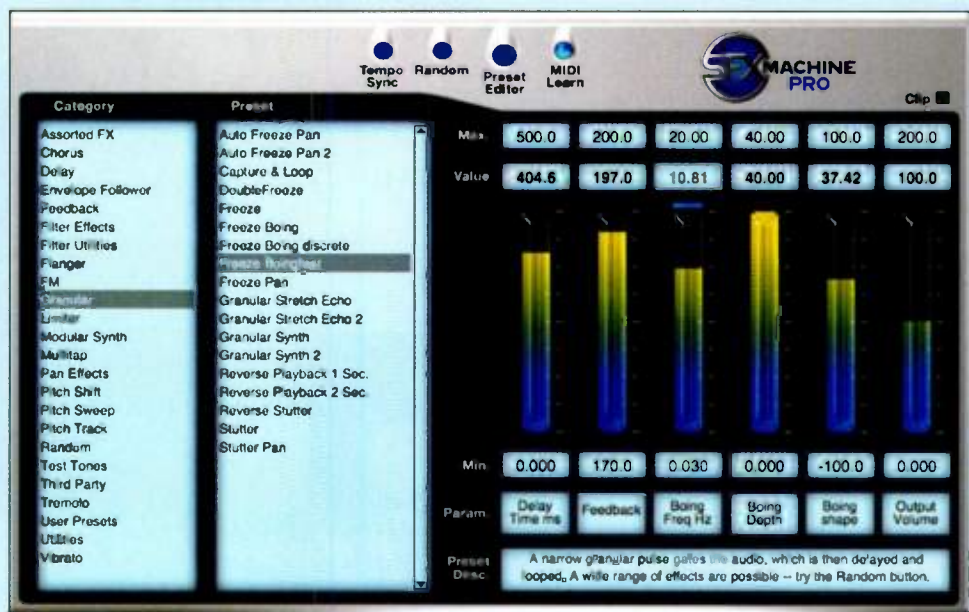 Tempo Sync
Random
Preset Editor
MIDI Learn
SFX MACHINE PRO
Clip
Category
Assorted FX
Chorus
Delay
Envelope Follower
Feedback
Filter Effects
Filter Utilities
Flanger
FM
Granular
Limiter
Modular Synth
Multitap
Pan Effects
Pitch Shift
Pitch Sweep
Pitch Track
Random
Test Tones
Third Party
Tremolo
User Presets
Utilities
Vibrato
Preset
Auto Freeze Pan
Auto Freeze Pan 2
Capture & Loop
DoubleFreeze
Freeze
Freeze Boing
Freeze Boing discrete
Freeze Boingfast
Freeze Pan
Granular Stretch Echo
Granular Stretch Echo 2
Granular Synth
Granular Synth 2
Reverse Playback 1 Sec.
Reverse Playback 2 Sec
Reverse Stutter
Stutter
Stutter Pan
Max. 500.0 200.0 20.00 40.00 100.0 200.0
Value 404.6 197.0 10.81 40.00 37.42 100.0
Min. 0.000 170.0 0.030 0.000 -100.0 0.000
Param. Delay Time ms Feedback Boing Freq Hz Boing Depth Boing shape Output Volume
Preset Desc.
A narrow granular pulse gates the audio, which is then delayed and
looped. A wide range of effects are possible -- try the Random button.